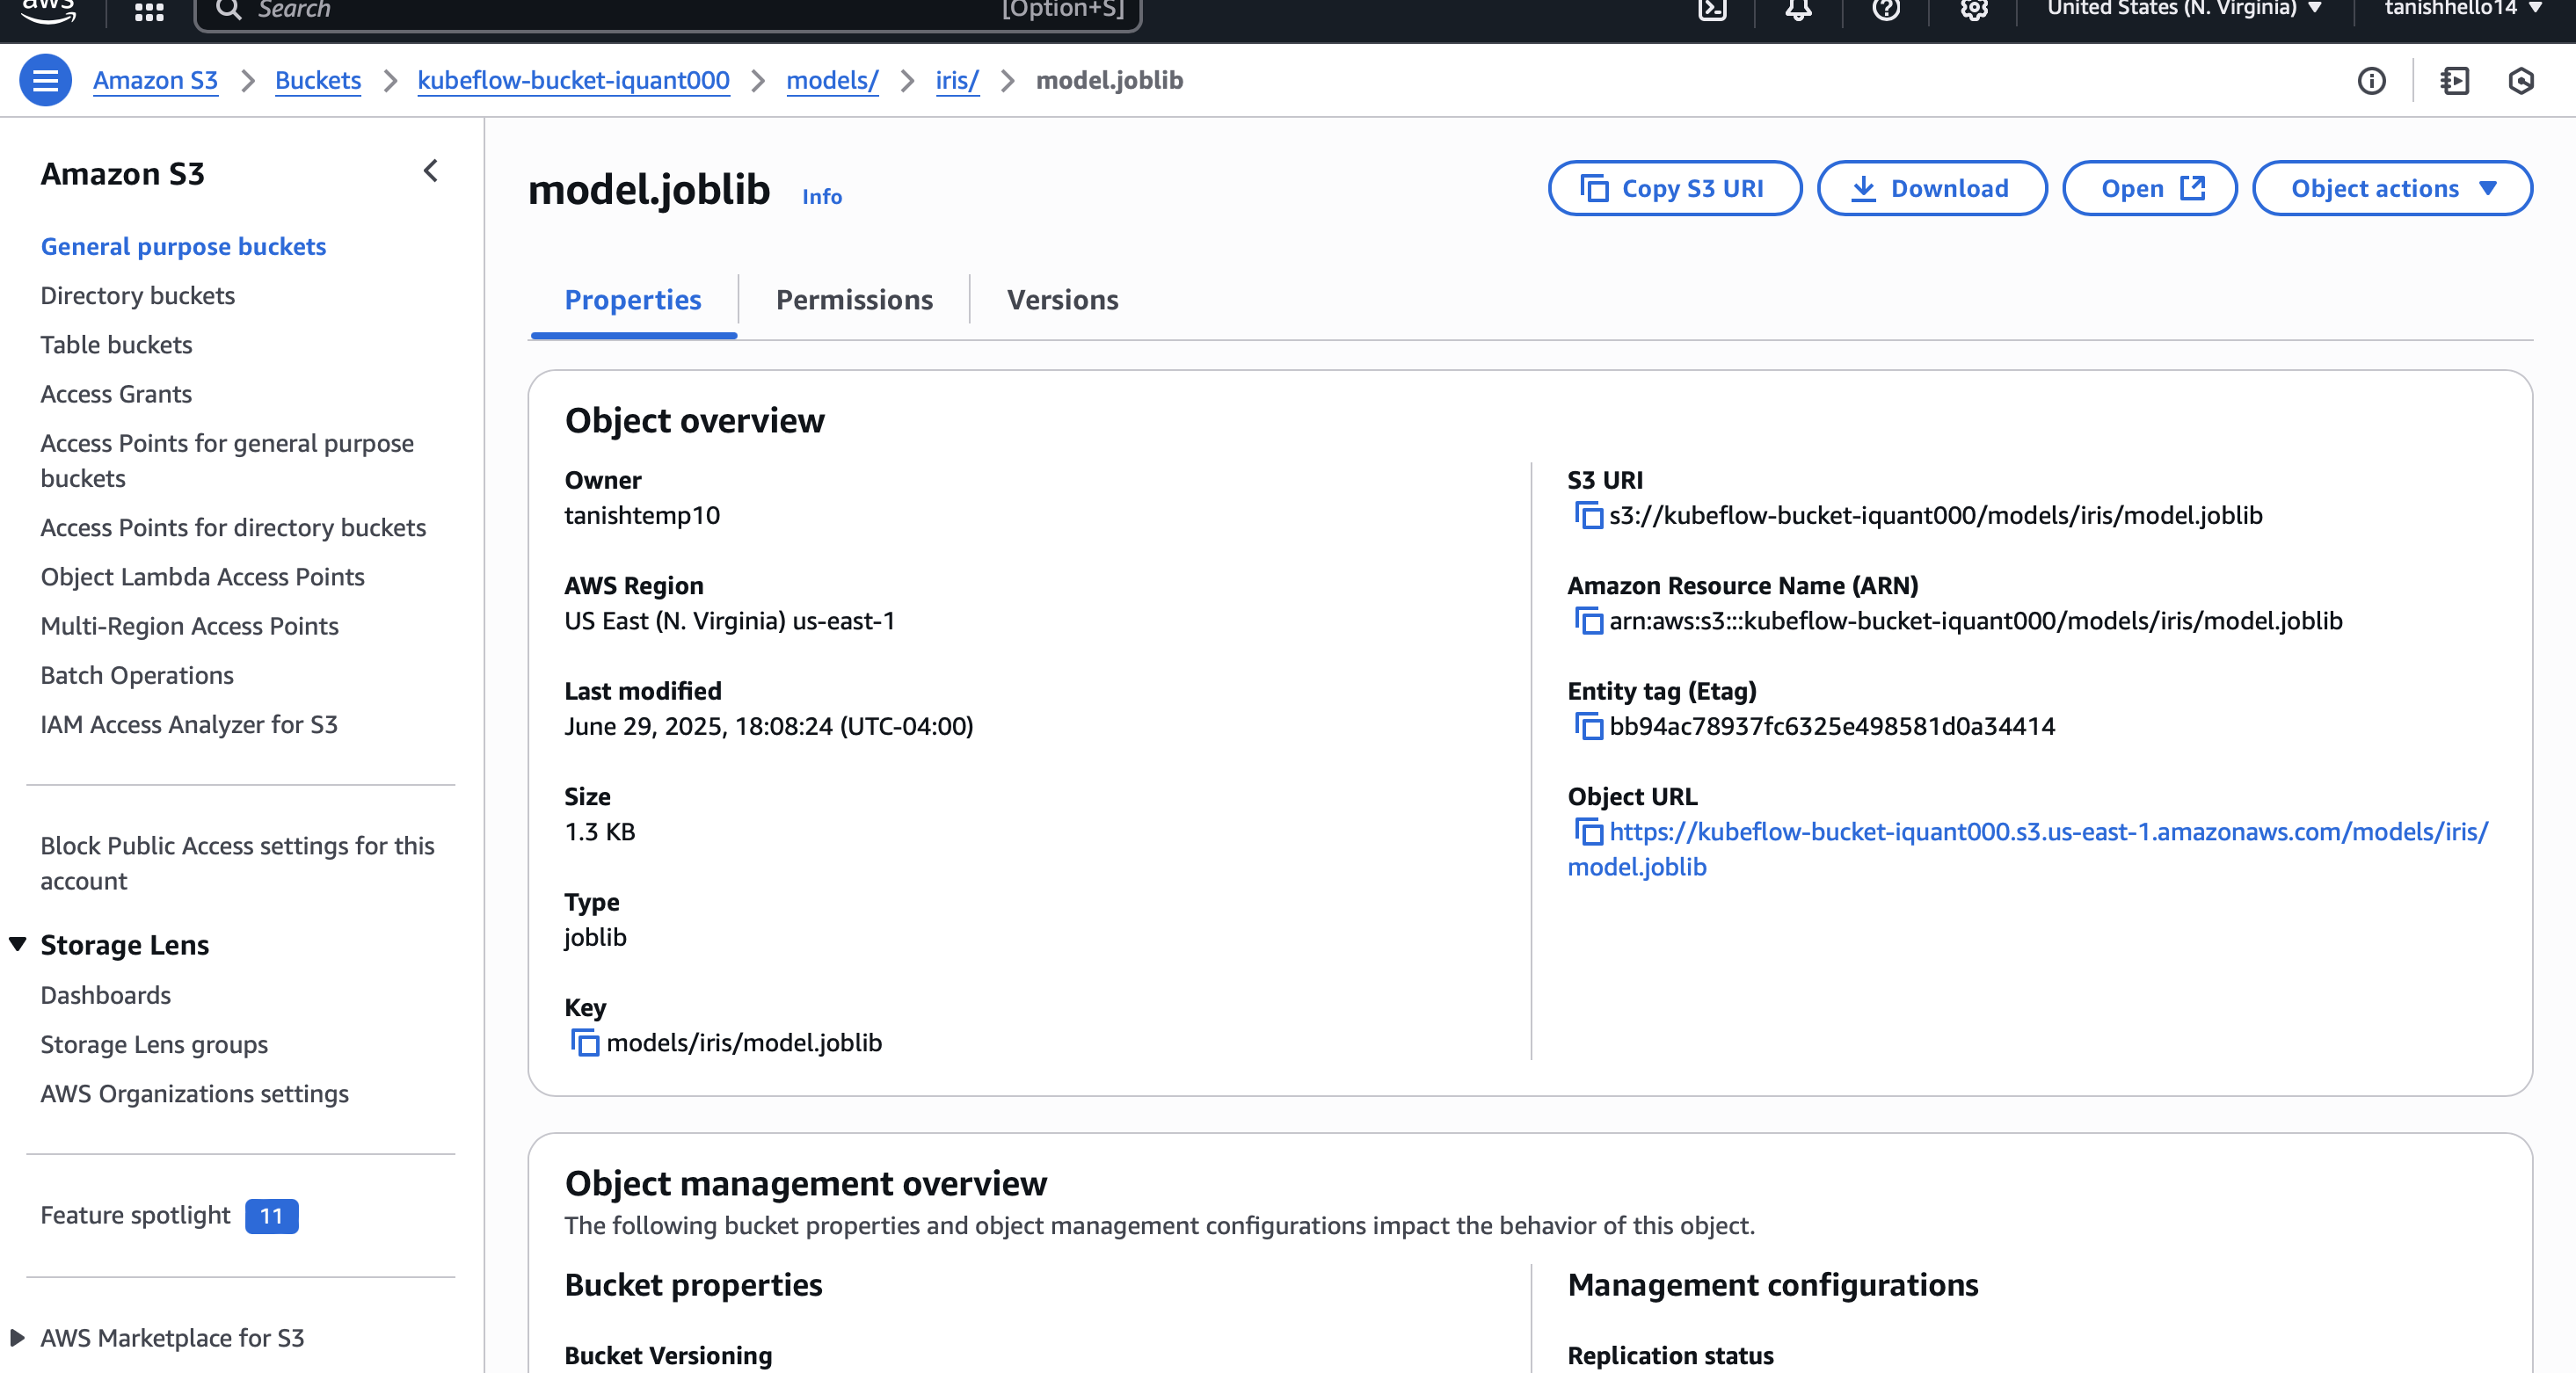 aws
Search
[Option+S]
United States (N. Virginia)
tanishhello14
Amazon S3
Buckets
kubeflow-bucket-iquant000
models/
iris/
model.joblib
Amazon S3
General purpose buckets
Directory buckets
Table buckets
Access Grants
Access Points for general purpose
buckets
Access Points for directory buckets
Object Lambda Access Points
Multi-Region Access Points
Batch Operations
IAM Access Analyzer for S3
Block Public Access settings for this
account
Storage Lens
Dashboards
Storage Lens groups
AWS Organizations settings
Feature spotlight 11
AWS Marketplace for S3
model.joblib Info
Copy S3 URI
Download
Open
Object actions
Properties
Permissions
Versions
Object overview
Owner
tanishtemp10
AWS Region
US East (N. Virginia) us-east-1
Last modified
June 29, 2025, 18:08:24 (UTC-04:00)
Size
1.3 KB
Type
joblib
Key
models/iris/model.joblib
S3 URI
s3://kubeflow-bucket-iquant000/models/iris/model.joblib
Amazon Resource Name (ARN)
arn:aws:s3:::kubeflow-bucket-iquant000/models/iris/model.joblib
Entity tag (Etag)
bb94ac78937fc6325e498581d0a34414
Object URL
https://kubeflow-bucket-iquant000.s3.us-east-1.amazonaws.com/models/iris/
model.joblib
Object management overview
The following bucket properties and object management configurations impact the behavior of this object.
Bucket properties
Bucket Versioning
Management configurations
Replication status